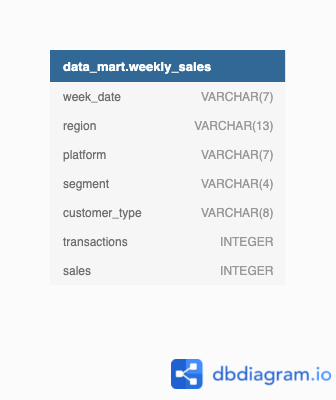 data_mart.weekly_sales
week_date VARCHAR(7)
region VARCHAR(13)
platform VARCHAR(7)
segment VARCHAR(4)
customer_type VARCHAR(8)
transactions INTEGER
sales INTEGER
dbdiagram.io